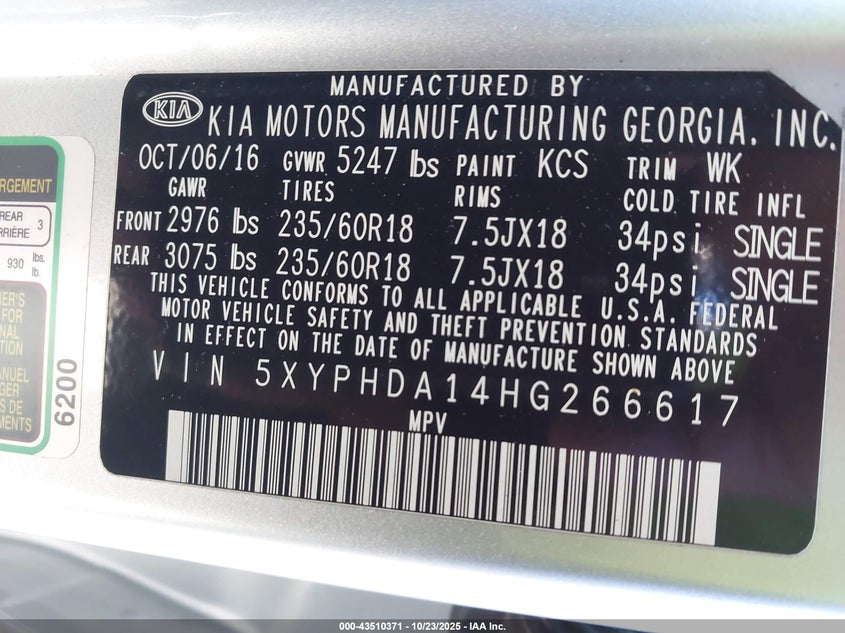 MANUFACTURED BY
KIA KIA MOTORS MANUFACTURING GEORGIA, INC.
OCT/06/16 GVWR 5247 lbs PAINT KCS TRIM WK
GAWR TIRES RIMS COLD TIRE INFL
FRONT 2976 lbs 235/60R18 7.5JX18 34psi SINGLE
REAR 3075 lbs 235/60R18 7.5JX18 34psi SINGLE
THIS VEHICLE CONFORMS TO ALL APPLICABLE U.S.A. FEDERAL
MOTOR VEHICLE SAFETY AND THEFT PREVENTION STANDARDS
IN EFFECT ON THE DATE OF MANUFACTURE SHOWN ABOVE
VIN 5XYPHDA14HG266617
MPV
RGEMENT
REAR 3
RRIÈRE
930 lbs.
lb.
6200
000-43510371 - 10/23/2025 - IAA Inc.